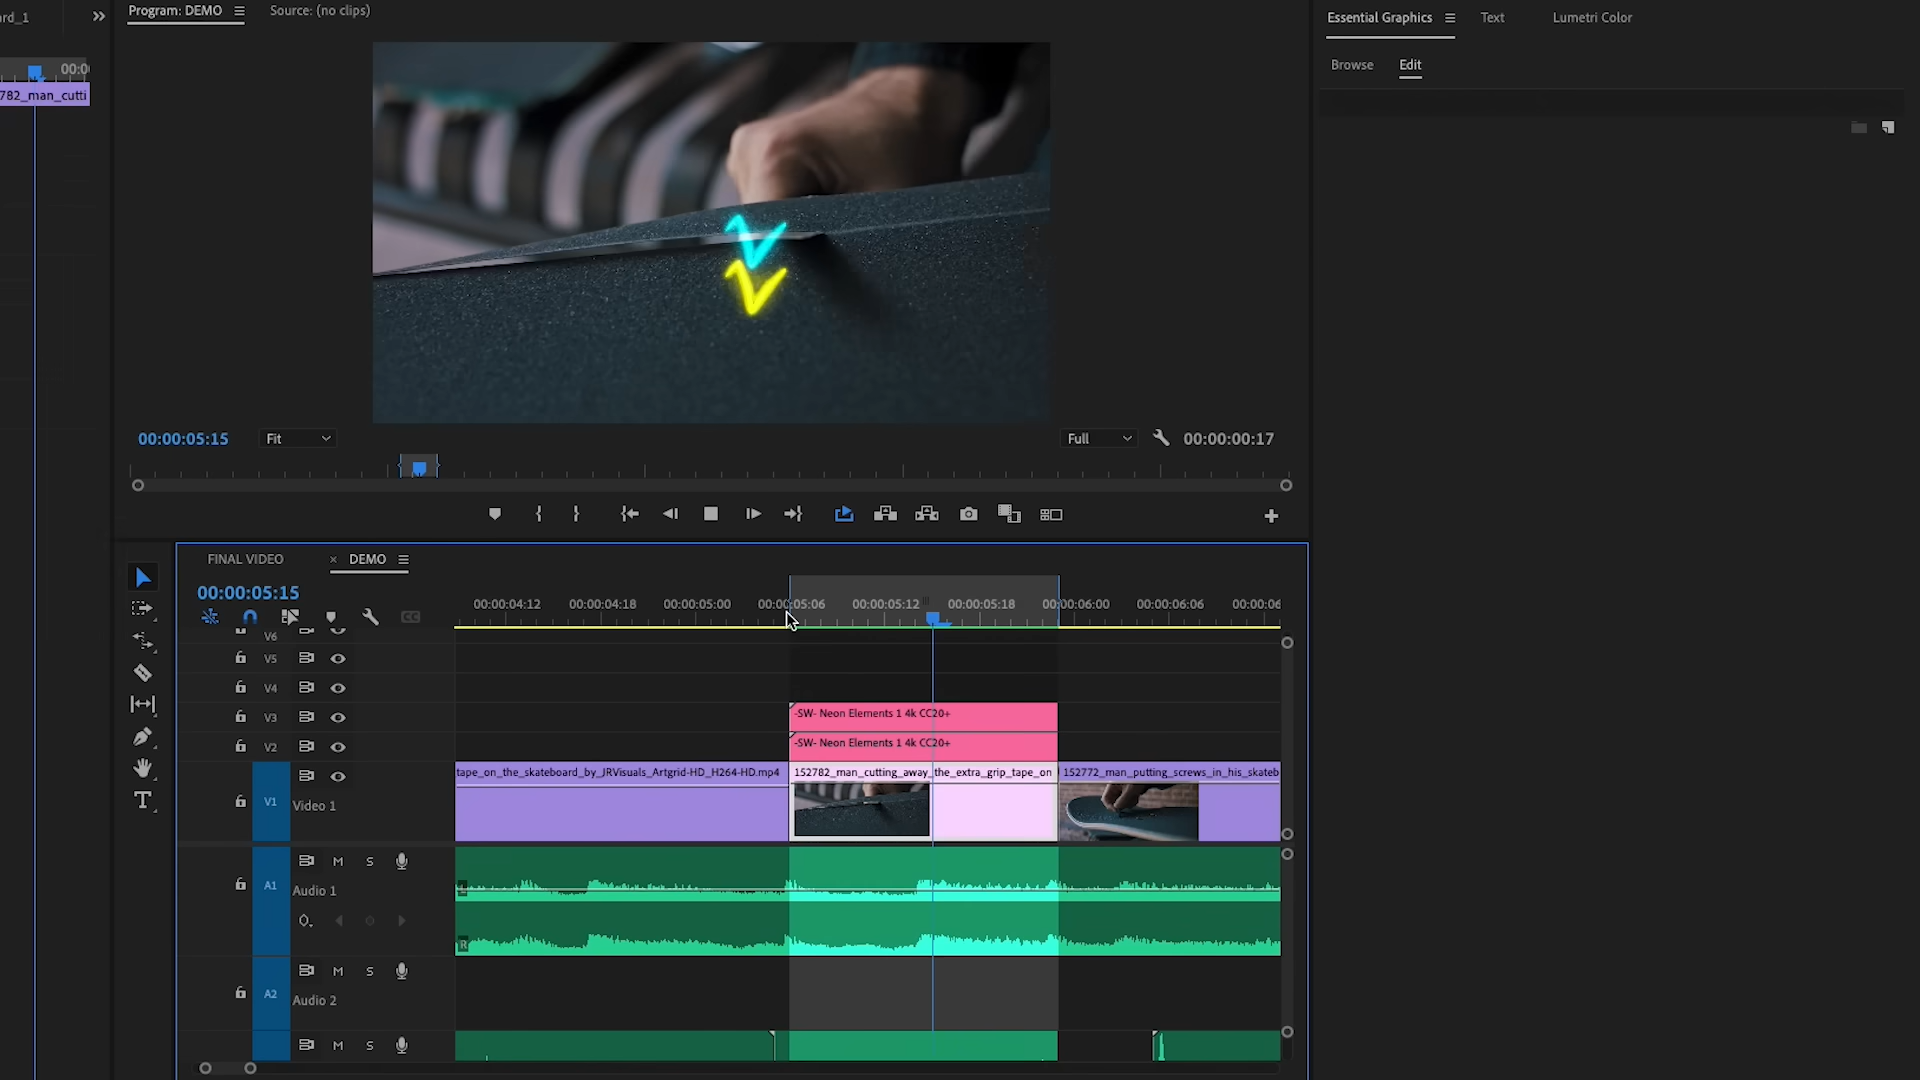 rd_1
Program: DEMO
Source: (no clips)
Essential Graphics
Text
Lumetri Color
Browse
Edit
00:0
782_man_cutti
00:00:05:15
Fit
Full
00:00:00:17
FINAL VIDEO
× DEMO
00:00:05:15
00:00:04:12
00:00:04:18
00:00:05:00
00:00:05:06
00:00:05:12
00:00:05:18
00:00:06:00
00:00:06:06
00:00:06
CC
V6
V5
V4
V3
-SW- Neon Elements 1 4k CC20+
V2
-SW- Neon Elements 1 4k CC20+
tape_on_the_skateboard_by_JRVisuals_Artgrid-HD_H264-HD.mp4
152782_man_cutting_away_the_extra_grip_tape_on
152772_man_putting_screws_in_his_skateb
V1
Video 1
M S
A1
Audio 1
R
M S
A2
Audio 2
M S